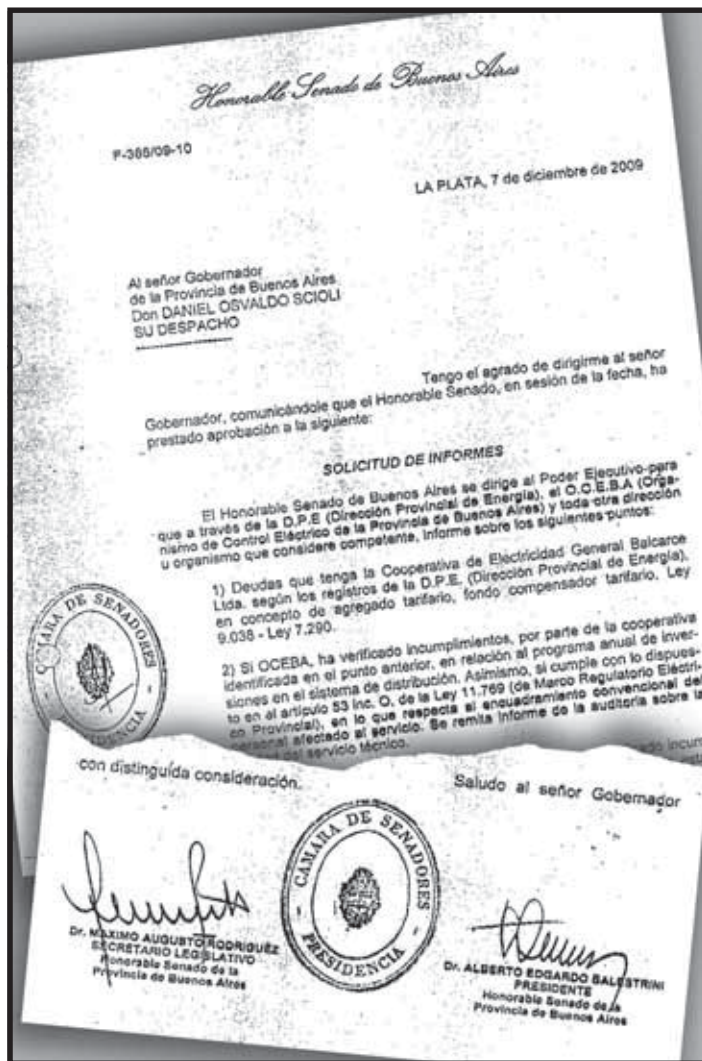 Honorable Senado de Buenos Aires
F-386/09-10
LA PLATA, 7 de diciembre de 2009
Al señor Gobernador
de la Provincia de Buenos Aires
Don DANIEL OSVALDO SCIOLI
SU DESPACHO
Tengo el agrado de dirigirme al señor
Gobernador, comunicándole que el Honorable Senado, en sesión de la fecha, ha
prestado aprobación a la siguiente:
SOLICITUD DE INFORMES
El Honorable Senado de Buenos Aires se dirige al Poder Ejecutivo para
que a través de la D.P.E (Dirección Provincial de Energía), el O.C.E.B.A (Orga-
nismo de Control Eléctrico de la Provincia de Buenos Aires) y toda otra dirección
u organismo que considere competente, informe sobre los siguientes puntos:
1) Deudas que tenga la Cooperativa de Electricidad General Balcarce
Ltda. según los registros de la D.P.E. (Dirección Provincial de Energía),
en concepto de agregado tarifario, fondo compensador tarifario, Ley
9.038 - Ley 7.290.
2) Si OCEBA, ha verificado incumplimientos, por parte de la cooperativa
identificada en el punto anterior, en relación al programa anual de inver-
siones en el sistema de distribución. Asimismo, si cumple con lo dispues-
to en el artículo 53 inc. O, de la Ley 11.769 (de Marco Regulatorio Eléctri-
co Provincial), en lo que respecta al encuadramiento convencional del
personal afectado al servicio. Se remita informe de la auditoría sobre la
del servicio técnico.
CAMARA DE SENADORES
PRESIDENCIA
Saludo al señor Gobernador
con distinguida consideración.
CAMARA DE SENADORES
PRESIDENCIA
Dr. MAXIMO AUGUSTO RODRIGUEZ
SECRETARIO LEGISLATIVO
Honorable Senado de la
Provincia de Buenos Aires
Dr. ALBERTO EDGARDO BALESTRINI
PRESIDENTE
Honorable Senado de la
Provincia de Buenos Aires